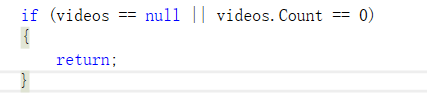 if (videos == null || videos.Count == 0)
{
    return;
}